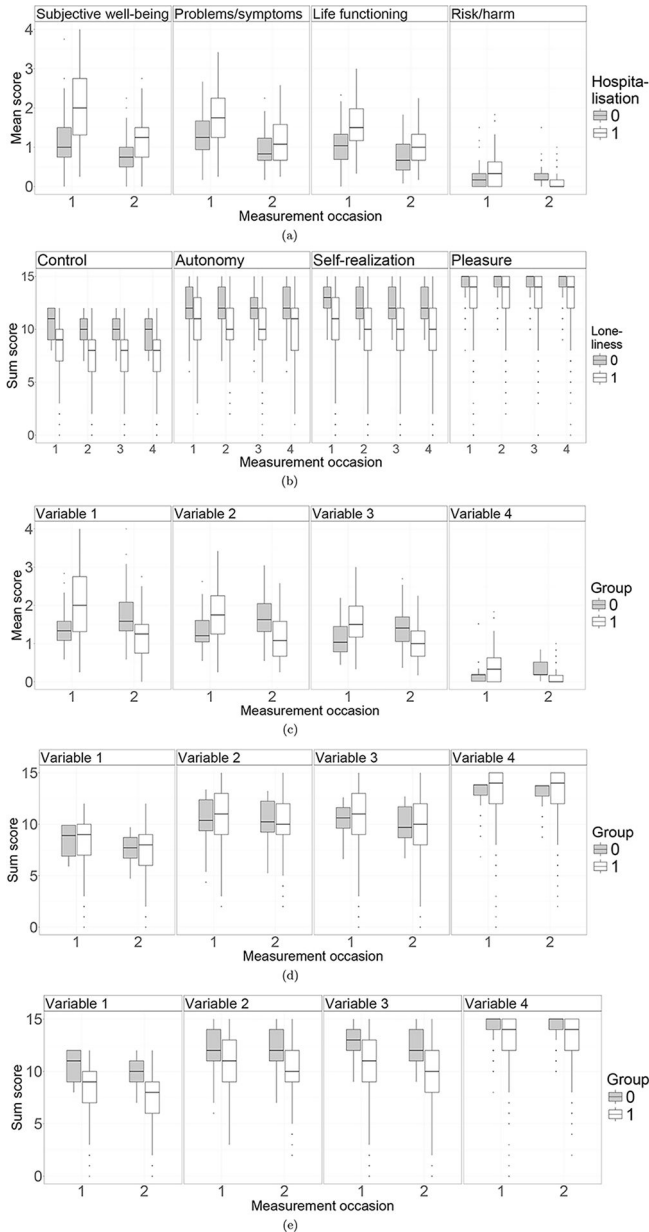 Subjective well-being Problems/symptoms Life functioning Risk/harm
4
3
2
1
0
Mean score
Hospita-
lisation
0
1
1 2 1 2 1 2 1 2
Measurement occasion
(a)
Control Autonomy Self-realization Pleasure
15
10
5
0
Sum score
Lone-
liness
0
1
1 2 3 4 1 2 3 4 1 2 3 4 1 2 3 4
Measurement occasion
(b)
Variable 1 Variable 2 Variable 3 Variable 4
4
3
2
1
0
Mean score
Group
0
1
1 2 1 2 1 2 1 2
Measurement occasion
(c)
Variable 1 Variable 2 Variable 3 Variable 4
15
10
5
0
Sum score
Group
0
1
1 2 1 2 1 2 1 2
Measurement occasion
(d)
Variable 1 Variable 2 Variable 3 Variable 4
15
10
5
0
Sum score
Group
0
1
1 2 1 2 1 2 1 2
Measurement occasion
(e)